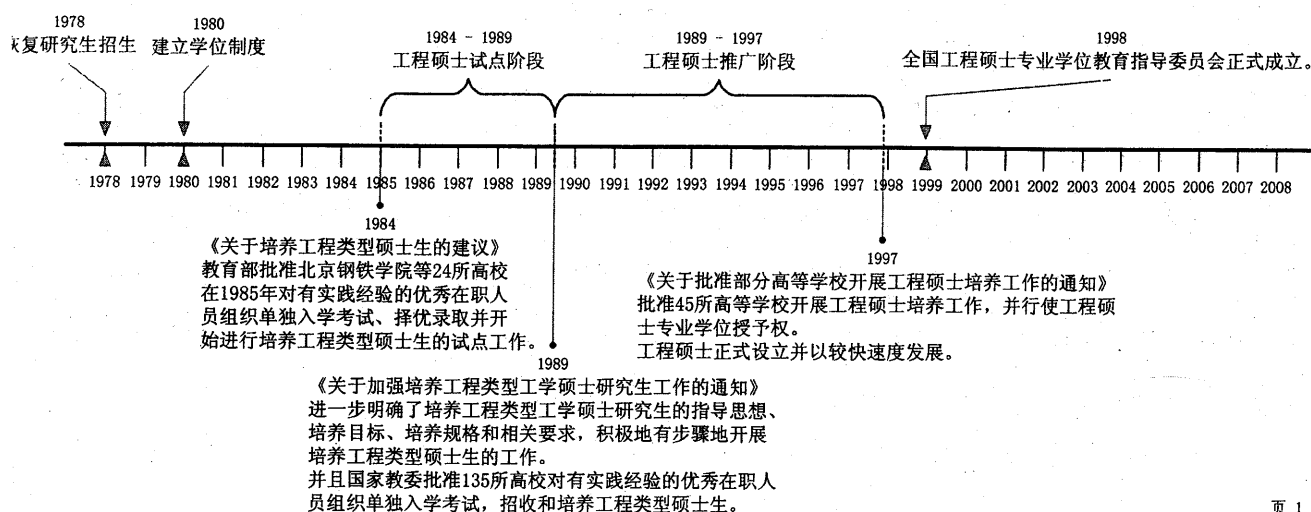 1978
恢复研究生招生
1980
建立学位制度
1984 - 1989
工程硕士试点阶段
1989 - 1997
工程硕士推广阶段
1998
全国工程硕士专业学位教育指导委员会正式成立。
1978 1979 1980 1981 1982 1983 1984 1985 1986 1987 1988 1989 1990 1991 1992 1993 1994 1995 1996 1997 1998 1999 2000 2001 2002 2003 2004 2005 2006 2007 2008
1984
《关于培养工程类型硕士生的建议》
教育部批准北京钢铁学院等24所高校
在1985年对有实践经验的优秀在职人
员组织单独入学考试、择优录取并开
始进行培养工程类型硕士生的试点工作。
1997
《关于批准部分高等学校开展工程硕士培养工作的通知》
批准45所高等学校开展工程硕士培养工作，并行使工程硕
士专业学位授予权。
工程硕士正式设立并以较快速度发展。
1989
《关于加强培养工程类型工学硕士研究生工作的通知》
进一步明确了培养工程类型工学硕士研究生的指导思想、
培养目标、培养规格和相关要求，积极地有步骤地开展
培养工程类型硕士生的工作。
并且国家教委批准135所高校对有实践经验的优秀在职人
员组织单独入学考试，招收和培养工程类型硕士生。
页 1